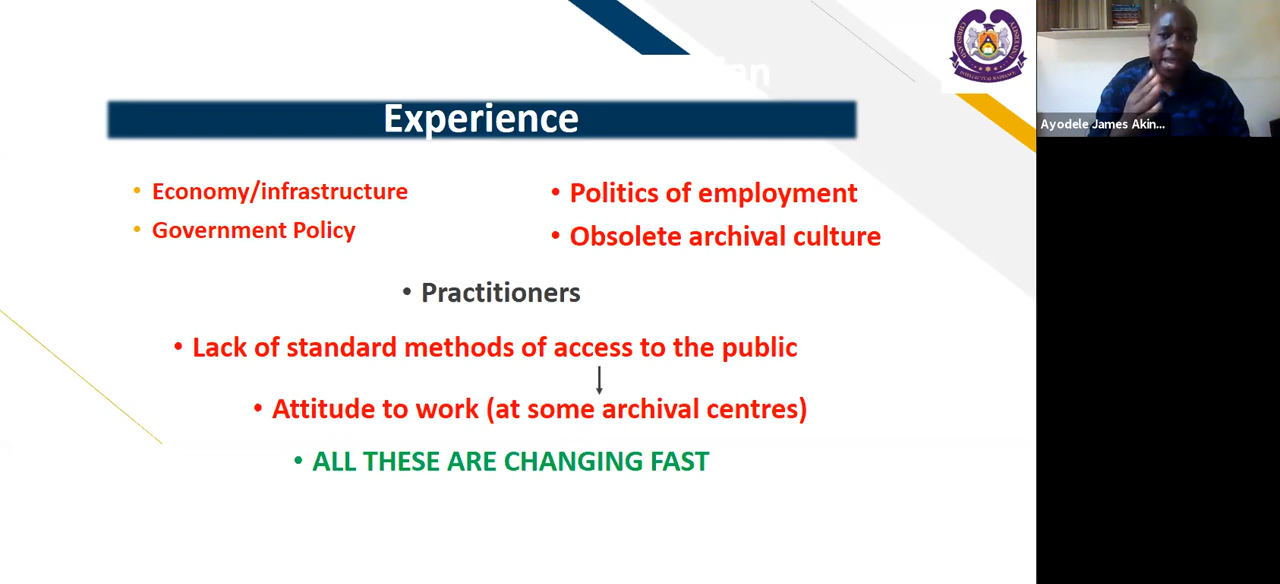 Experience
• Economy/infrastructure
• Government Policy
• Politics of employment
• Obsolete archival culture
• Practitioners
• Lack of standard methods of access to the public
• Attitude to work (at some archival centres)
• ALL THESE ARE CHANGING FAST
Ayodele James Akin...